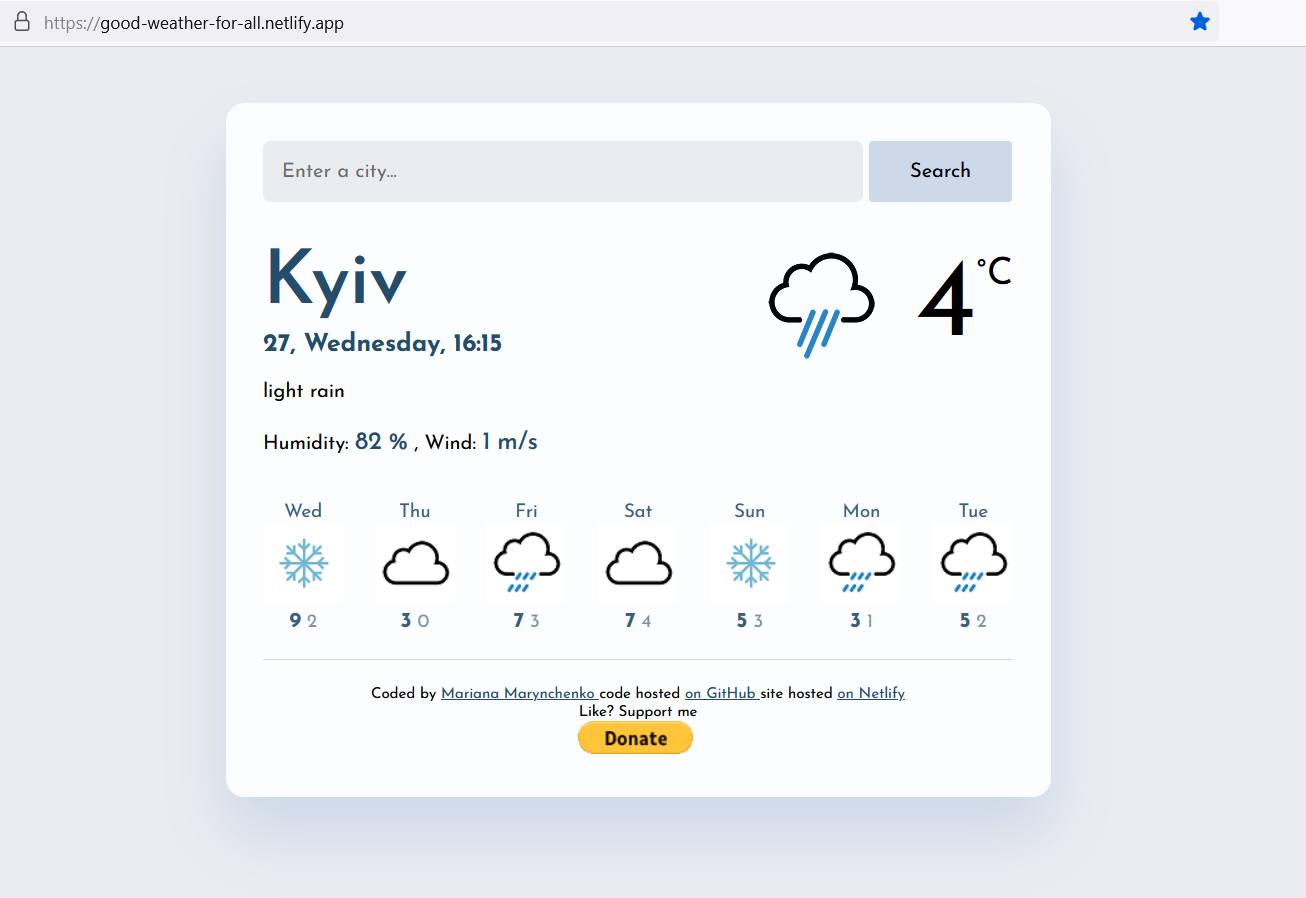 https://good-weather-for-all.netlify.app
Enter a city...
Search
Kyiv
4 °C
27, Wednesday, 16:15
light rain
Humidity: 82 % , Wind: 1 m/s
Wed Thu Fri Sat Sun Mon Tue
9 2 3 0 7 3 7 4 5 3 3 1 5 2
Coded by Mariana Marynchenko code hosted on GitHub site hosted on Netlify
Like? Support me
Donate